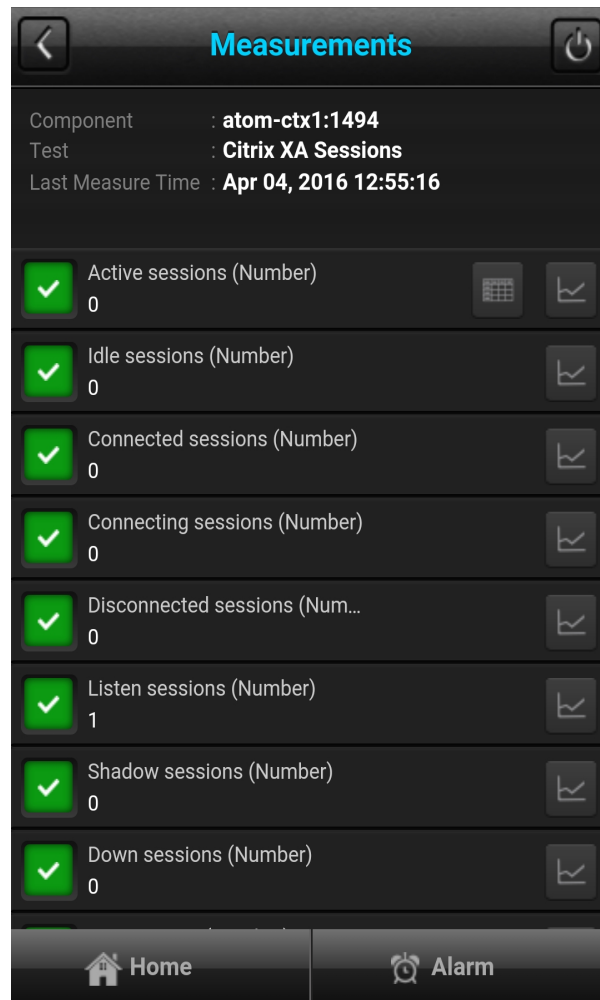 Measurements
Component : atom-ctx1:1494
Test : Citrix XA Sessions
Last Measure Time : Apr 04, 2016 12:55:16
Active sessions (Number)
0
Idle sessions (Number)
0
Connected sessions (Number)
0
Connecting sessions (Number)
0
Disconnected sessions (Num...
0
Listen sessions (Number)
1
Shadow sessions (Number)
0
Down sessions (Number)
0
Home
Alarm